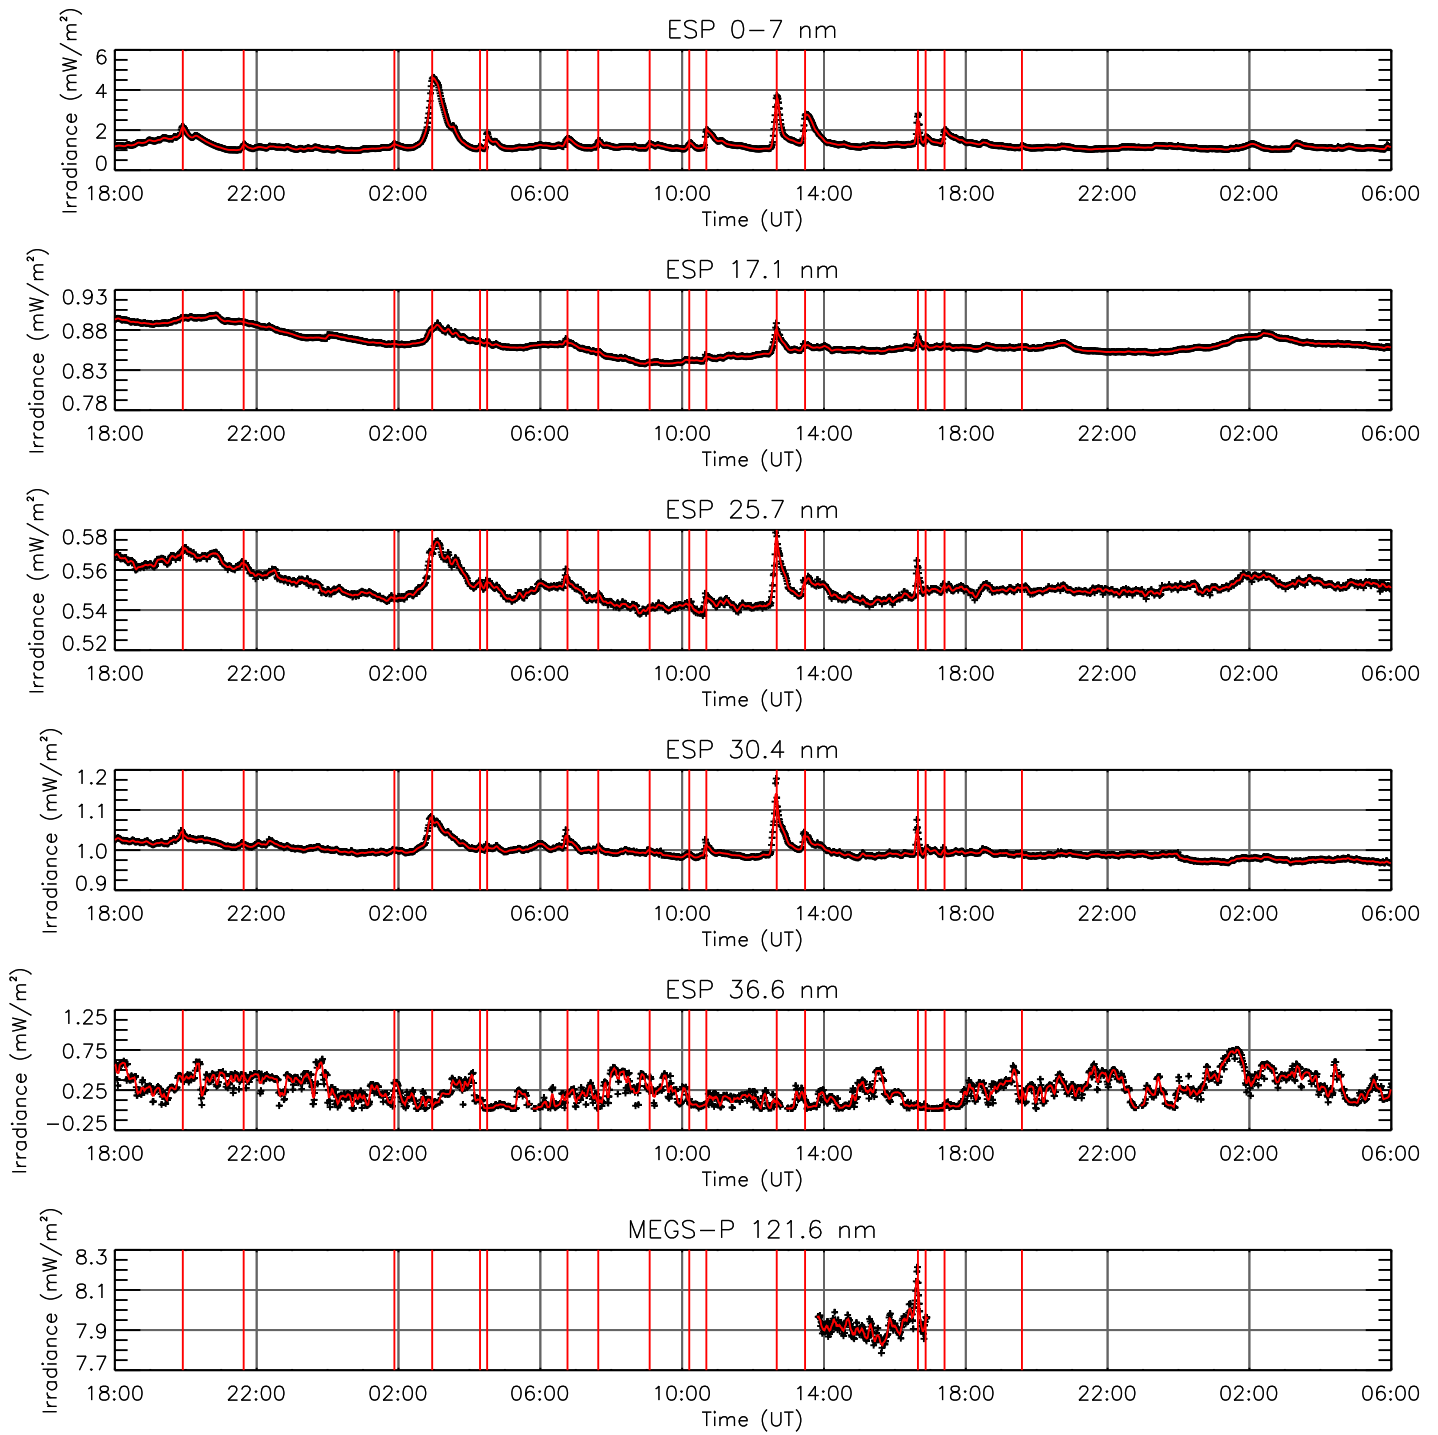 ESP 0-7 nm
Irradiance (mW/m²)
6
4
2
0
18:00 22:00 02:00 06:00 10:00 14:00 18:00 22:00 02:00 06:00
Time (UT)
ESP 17.1 nm
Irradiance (mW/m²)
0.93
0.88
0.83
0.78
18:00 22:00 02:00 06:00 10:00 14:00 18:00 22:00 02:00 06:00
Time (UT)
ESP 25.7 nm
Irradiance (mW/m²)
0.58
0.56
0.54
0.52
18:00 22:00 02:00 06:00 10:00 14:00 18:00 22:00 02:00 06:00
Time (UT)
ESP 30.4 nm
Irradiance (mW/m²)
1.2
1.1
1.0
0.9
18:00 22:00 02:00 06:00 10:00 14:00 18:00 22:00 02:00 06:00
Time (UT)
ESP 36.6 nm
Irradiance (mW/m²)
1.25
0.75
0.25
-0.25
18:00 22:00 02:00 06:00 10:00 14:00 18:00 22:00 02:00 06:00
Time (UT)
MEGS-P 121.6 nm
Irradiance (mW/m²)
8.3
8.1
7.9
7.7
18:00 22:00 02:00 06:00 10:00 14:00 18:00 22:00 02:00 06:00
Time (UT)